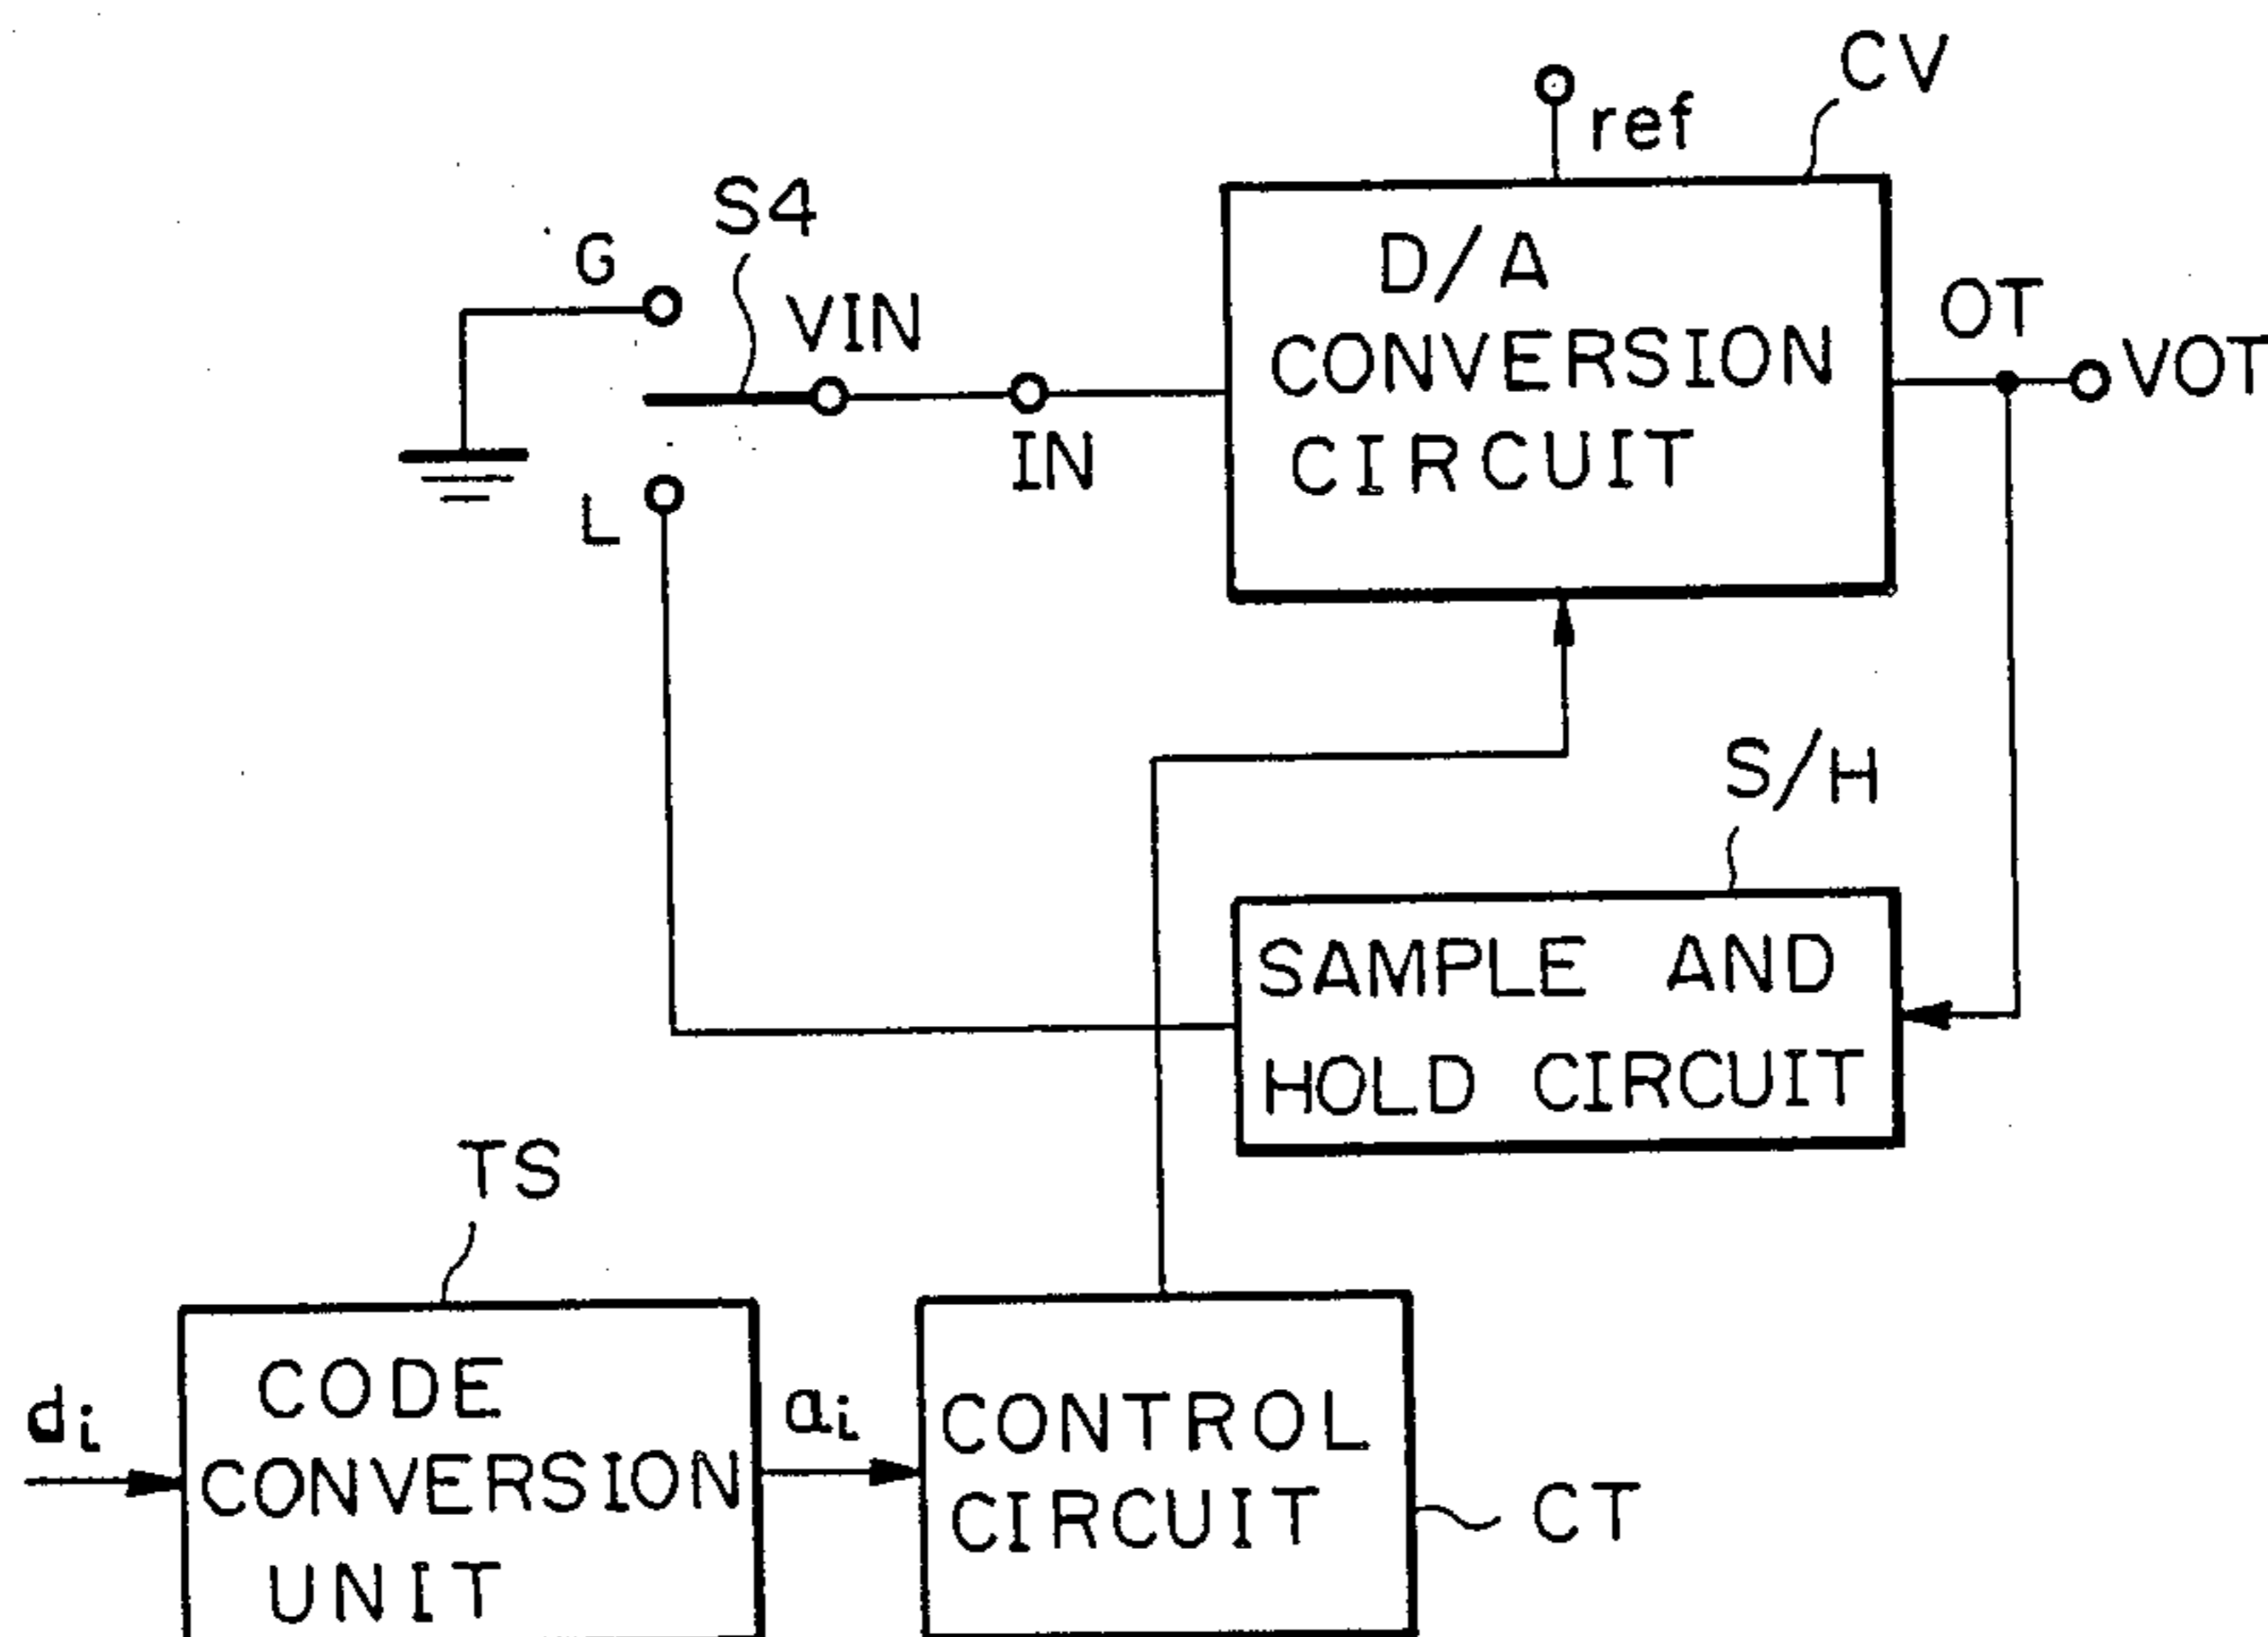 CV
ref
S4
G
VIN
D/A
CONVERSION
CIRCUIT
OT
VOT
IN
L
S/H
SAMPLE AND
HOLD CIRCUIT
TS
CODE
CONVERSION
UNIT
di
ai
CONTROL
CIRCUIT
CT